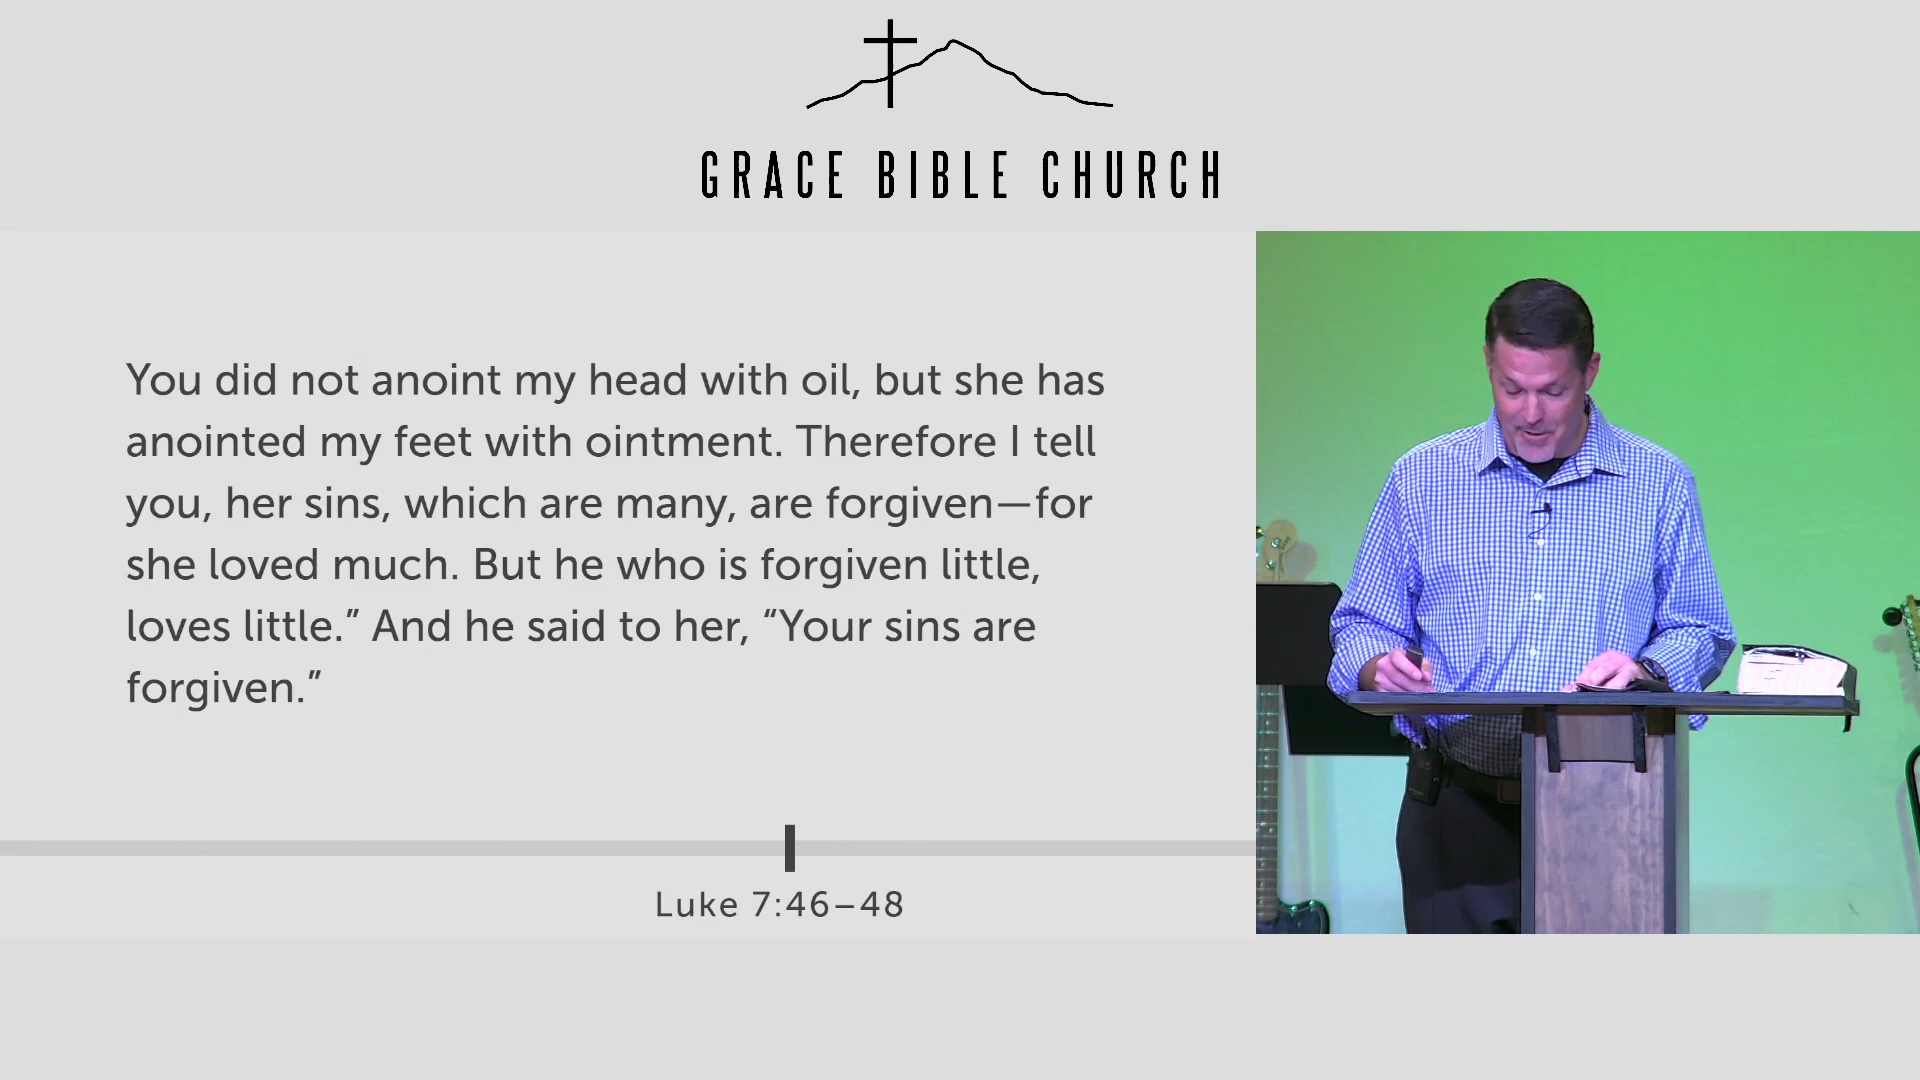 GRACE BIBLE CHURCH
You did not anoint my head with oil, but she has
anointed my feet with ointment. Therefore I tell
you, her sins, which are many, are forgiven—for
she loved much. But he who is forgiven little,
loves little.” And he said to her, “Your sins are
forgiven.”
Luke 7:46–48